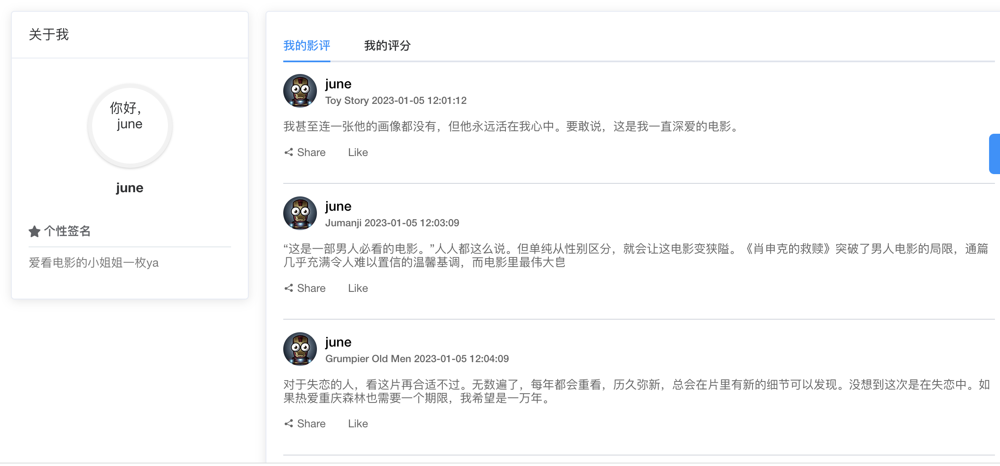 关于我
你好，
june
june
个性签名
爱看电影的小姐姐一枚ya
我的影评 我的评分
june
Toy Story 2023-01-05 12:01:12
我甚至连一张他的画像都没有，但他永远活在我心中。要敢说，这是我一直深爱的电影。
Share Like
june
Jumanji 2023-01-05 12:03:09
“这是一部男人必看的电影。”人人都这么说。但单纯从性别区分，就会让这电影变狭隘。《肖申克的救赎》突破了男人电影的局限，通篇
几乎充满令人难以置信的温馨基调，而电影里最伟大皀
Share Like
june
Grumpier Old Men 2023-01-05 12:04:09
对于失恋的人，看这片再合适不过。无数遍了，每年都会重看，历久弥新，总会在片里有新的细节可以发现。没想到这次是在失恋中。如
果热爱重庆森林也需要一个期限，我希望是一万年。
Share Like